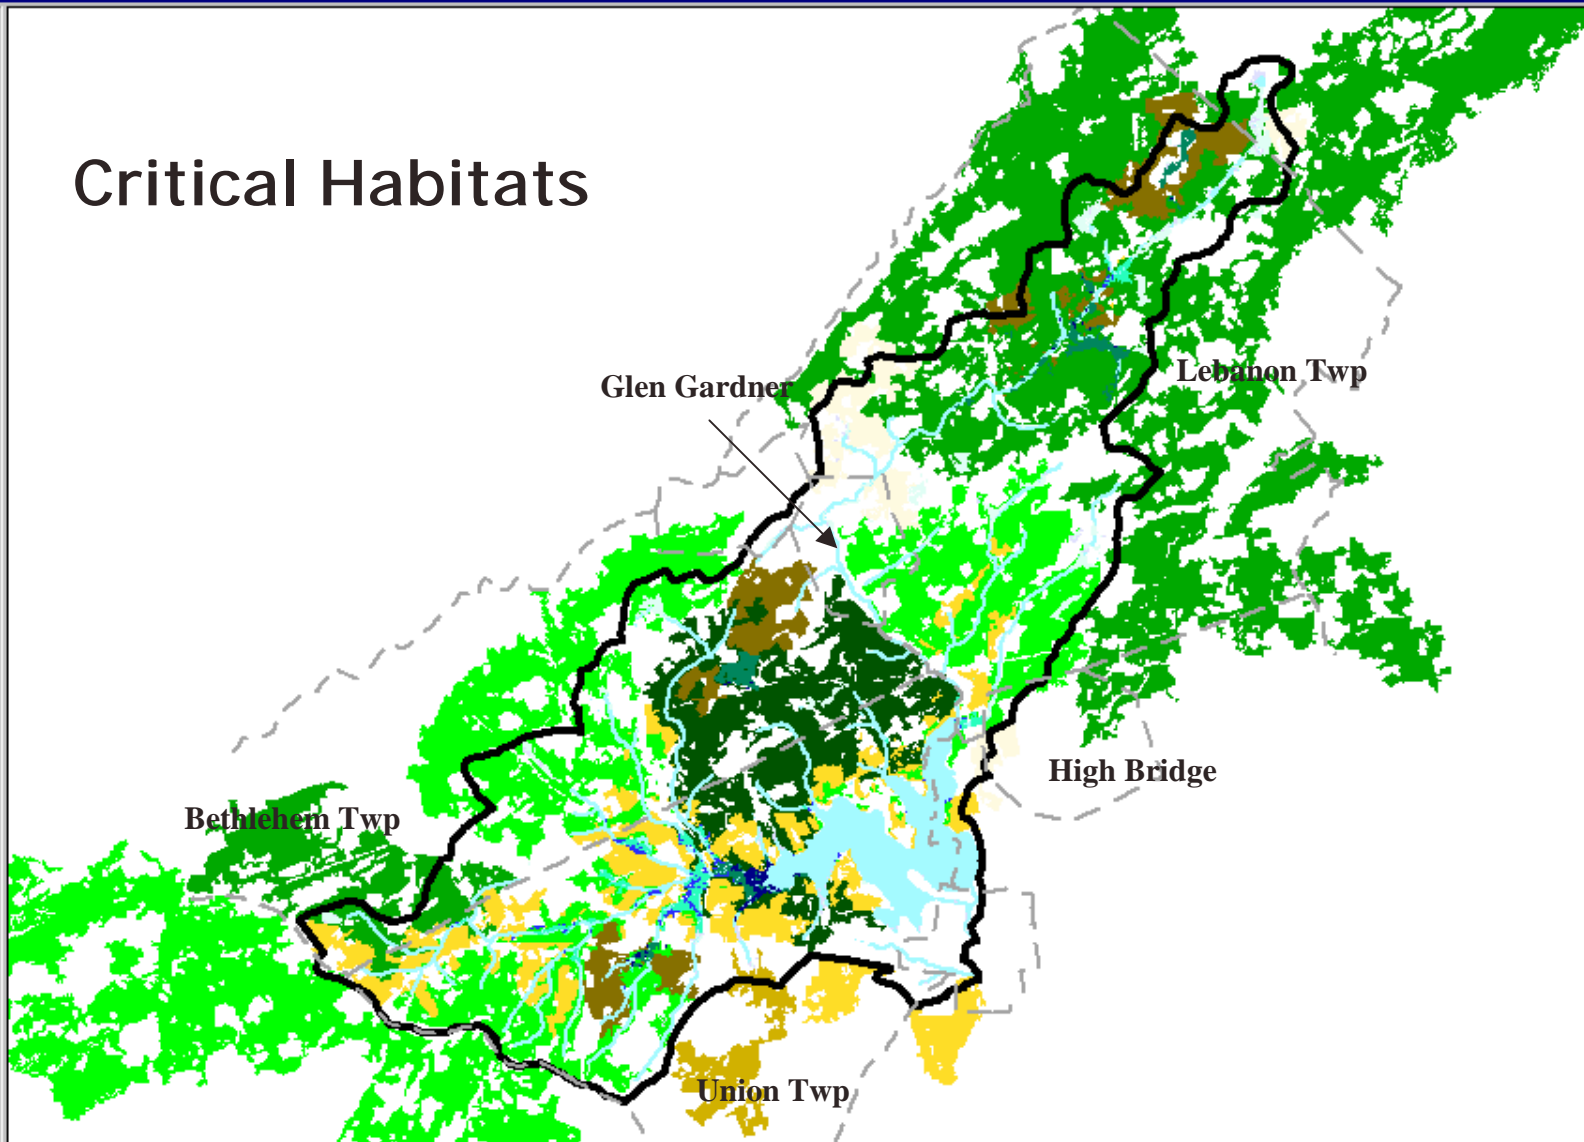 Critical Habitats
Glen Gardner
Lebanon Twp
High Bridge
Bethlehem Twp
Union Twp